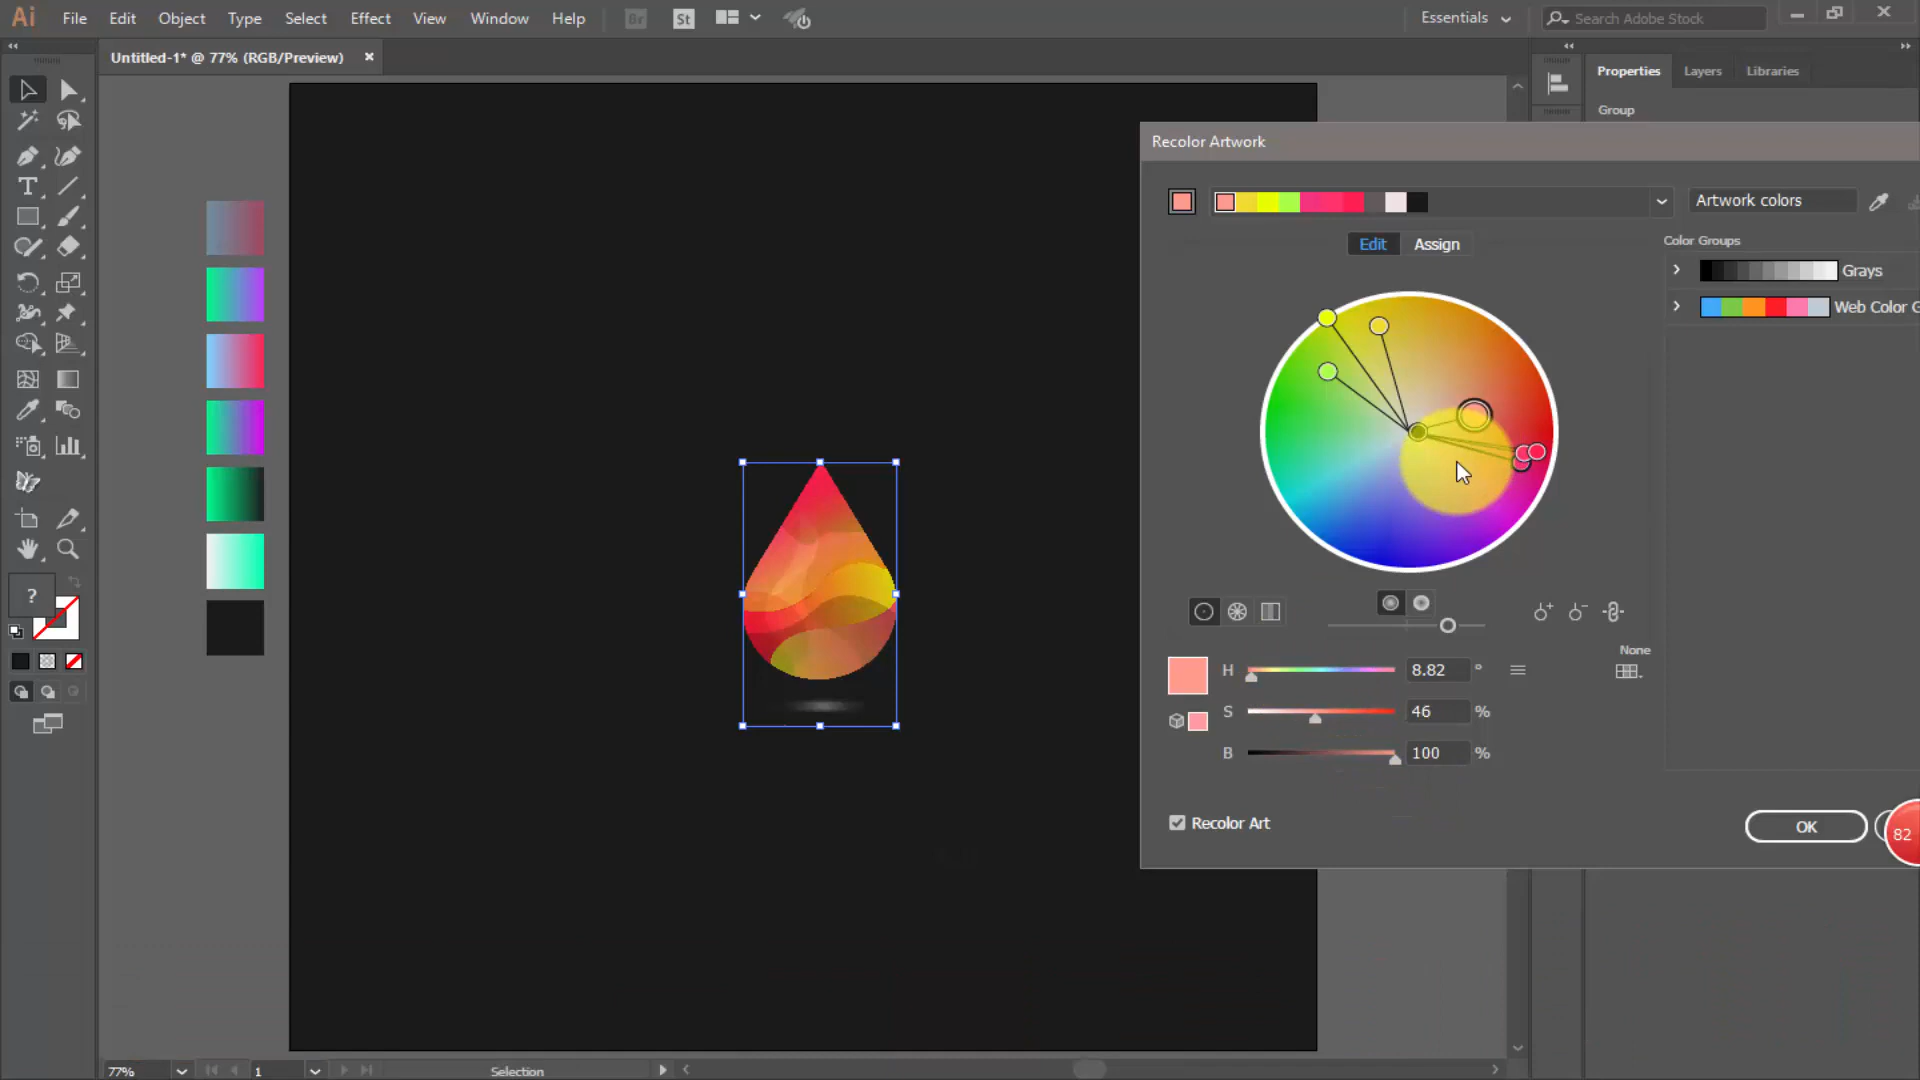 Ai File Edit Object Type Select Effect View Window Help Br St Essentials Search Adobe Stock
Untitled-1* @ 77% (RGB/Preview)
Properties Layers Libraries
Group
Recolor Artwork
Artwork colors
Edit Assign
Color Groups
Grays
Web Color G
None
H 8.82 °
S 46 %
B 100 %
Recolor Art
OK
82
T
?
77% 1 Selection